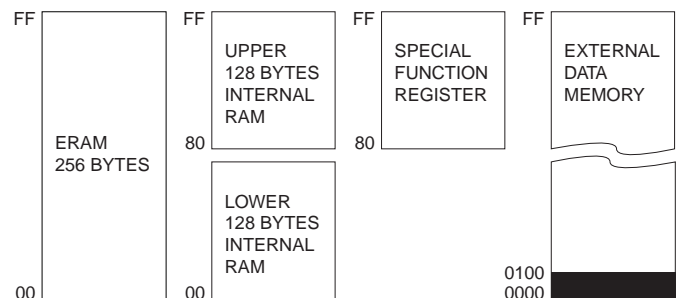 FF
ERAM
256 BYTES
00
FF
UPPER
128 BYTES
INTERNAL
RAM
80
LOWER
128 BYTES
INTERNAL
RAM
00
FF
SPECIAL
FUNCTION
REGISTER
80
FF
EXTERNAL
DATA
MEMORY
0100
0000